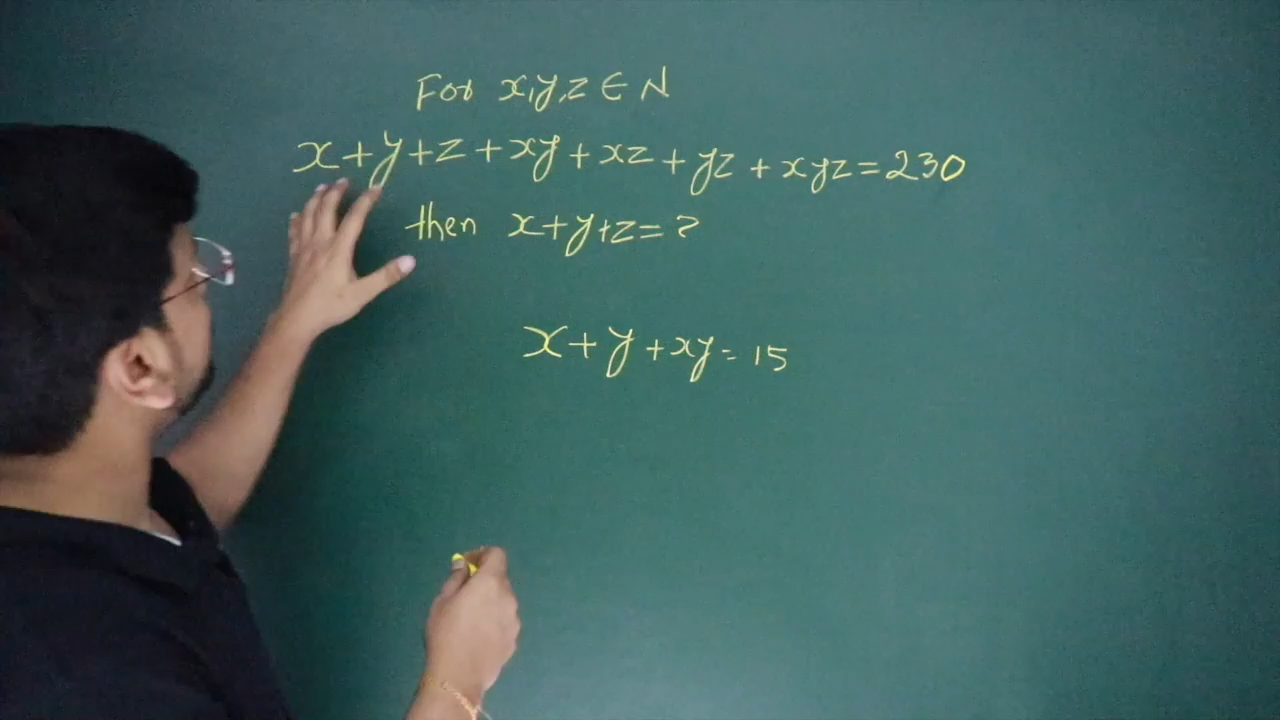 For x,y,z ∈ N
x+y+z+xy+xz+yz+xyz=230
then x+y+z=?
x+y+xy=15